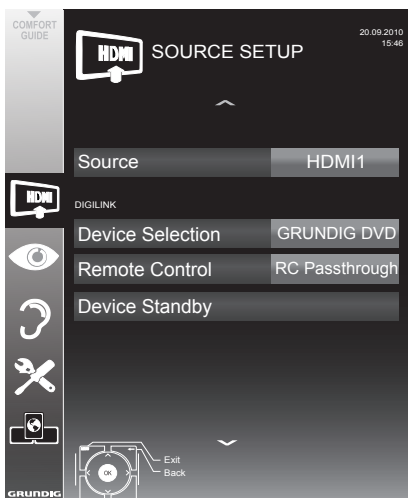 COMFORT
GUIDE
HDMI
SOURCE SETUP
20.09.2010
15:46
Source
HDMI1
HDMI
DIGILINK
Device Selection
GRUNDIG DVD
Remote Control
RC Passthrough
Device Standby
Exit
Back
OK
GRUNDIG